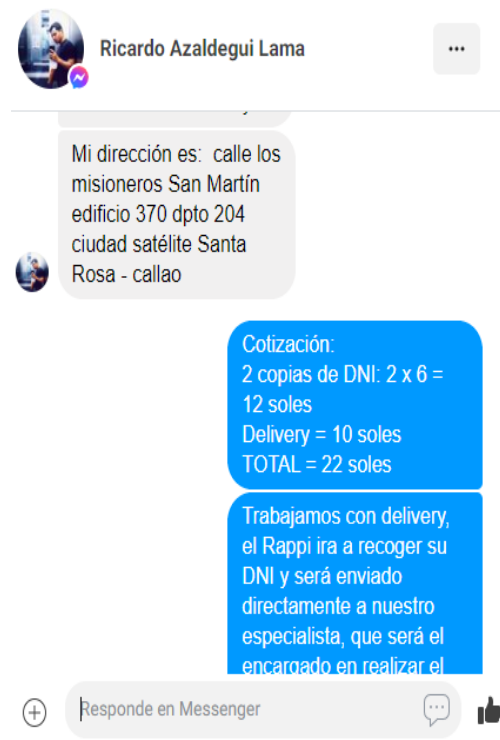 Ricardo Azaldegui Lama
Mi dirección es: calle los
misioneros San Martín
edificio 370 dpto 204
ciudad satélite Santa
Rosa - callao
Cotización:
2 copias de DNI: 2 x 6 =
12 soles
Delivery = 10 soles
TOTAL = 22 soles
Trabajamos con delivery,
el Rappi ira a recoger su
DNI y será enviado
directamente a nuestro
especialista, que será el
encargado en realizar el
Responde en Messenger